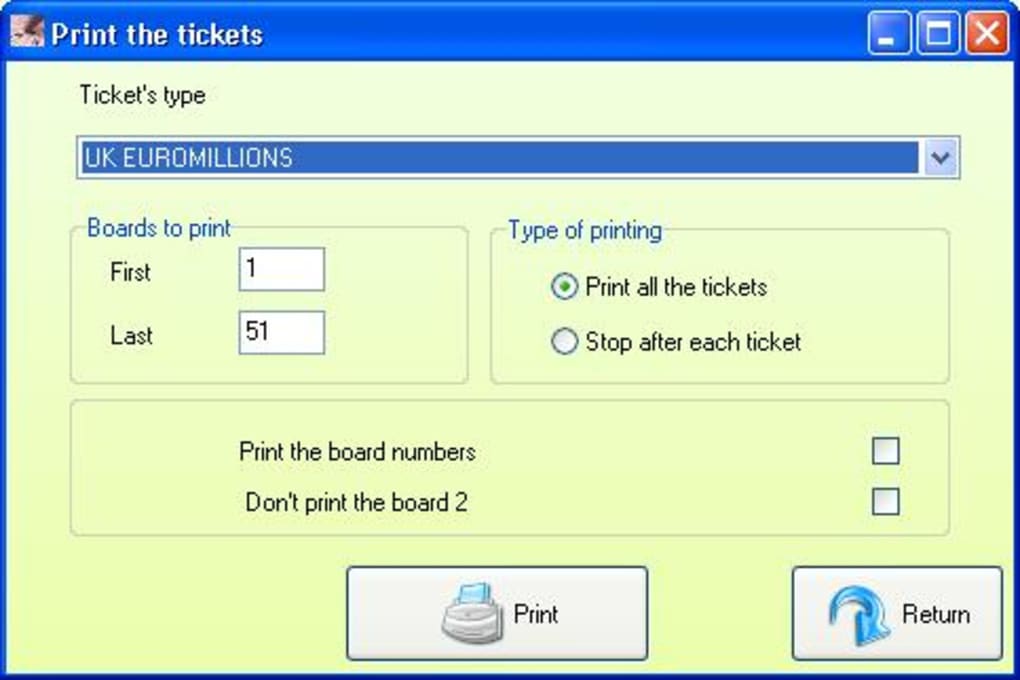 Print the tickets
Ticket's type
UK EUROMILLIONS
Boards to print
First 1
Last 51
Type of printing
Print all the tickets
Stop after each ticket
Print the board numbers
Don't print the board 2
Print
Return